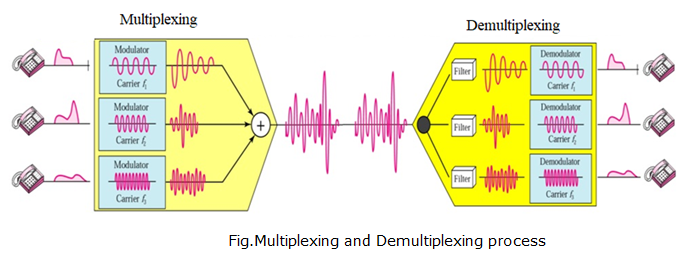 Multiplexing
Demultiplexing
Modulator
Carrier f1
Modulator
Carrier f2
Modulator
Carrier f3
+
Filter
Demodulator
Carrier f1
Filter
Demodulator
Carrier f2
Filter
Demodulator
Carrier f3
Fig.Multiplexing and Demultiplexing process